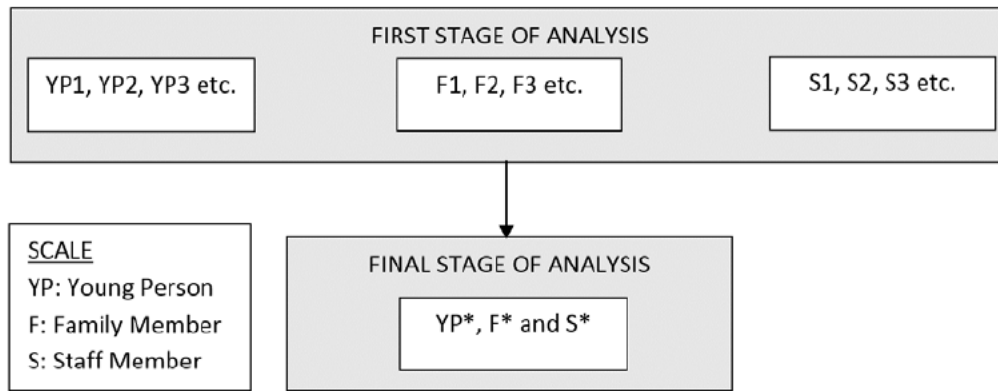 FIRST STAGE OF ANALYSIS
YP1, YP2, YP3 etc.
F1, F2, F3 etc.
S1, S2, S3 etc.
SCALE
YP: Young Person
F: Family Member
S: Staff Member
FINAL STAGE OF ANALYSIS
YP*, F* and S*